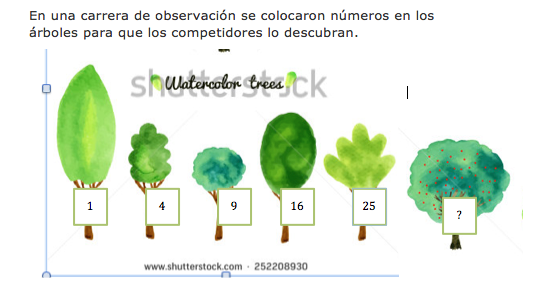 En una carrera de observación se colocaron números en los
árboles para que los competidores lo descubran.
shutterstock
Watercolor trees
1 4 9 16 25 ?
www.shutterstock.com · 252208930